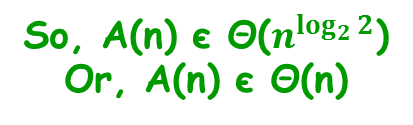 So, A(n) є Θ(n^{log₂ 2})
Or, A(n) є Θ(n)